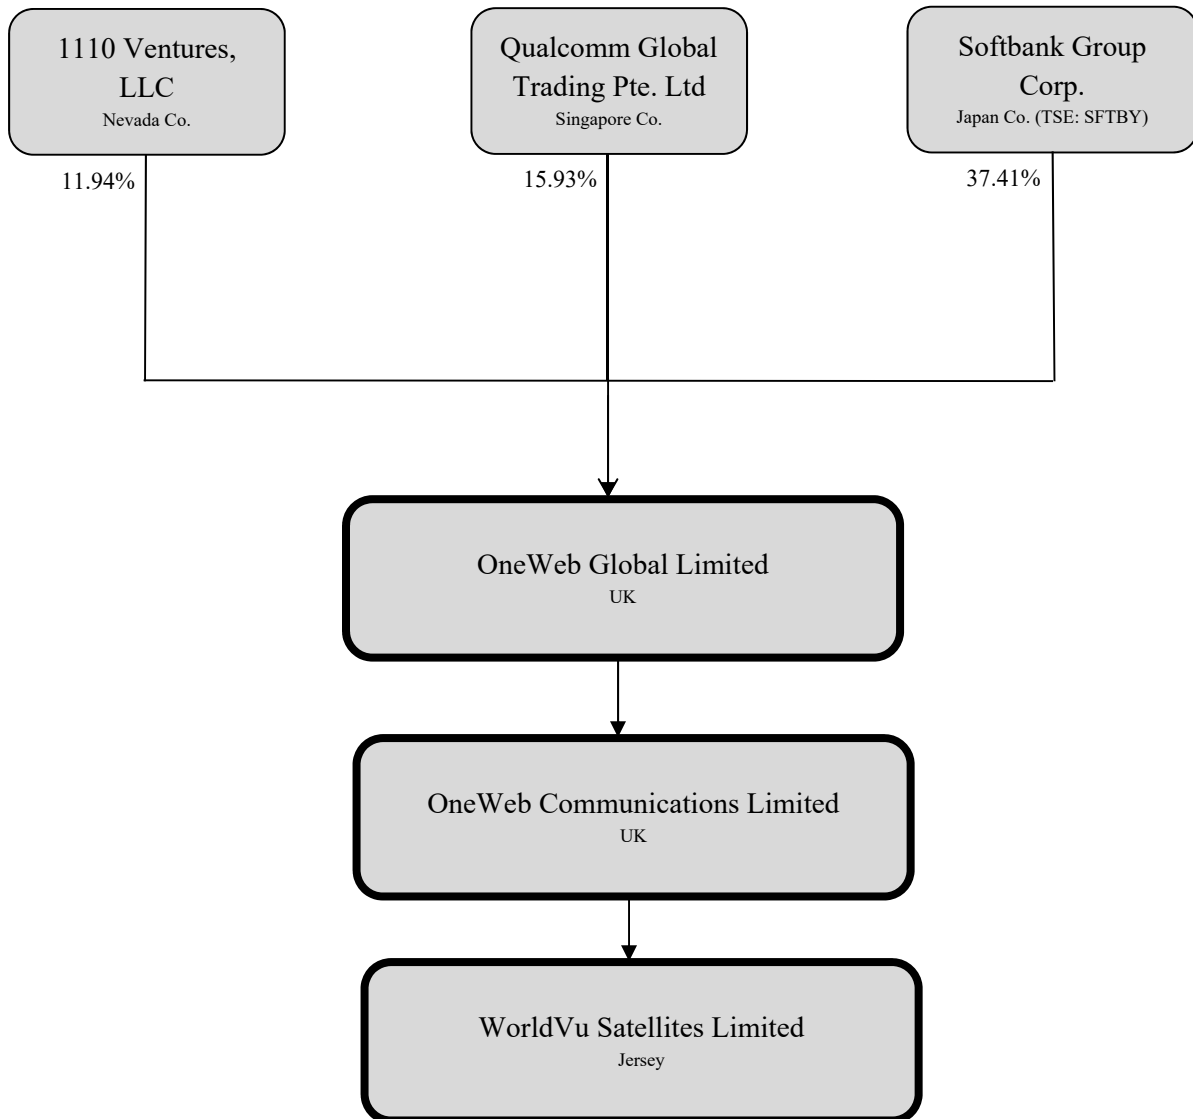 1110 Ventures,
LLC
Nevada Co.
Qualcomm Global
Trading Pte. Ltd
Singapore Co.
Softbank Group
Corp.
Japan Co. (TSE: SFTBY)
11.94%
15.93%
37.41%
OneWeb Global Limited
UK
OneWeb Communications Limited
UK
WorldVu Satellites Limited
Jersey